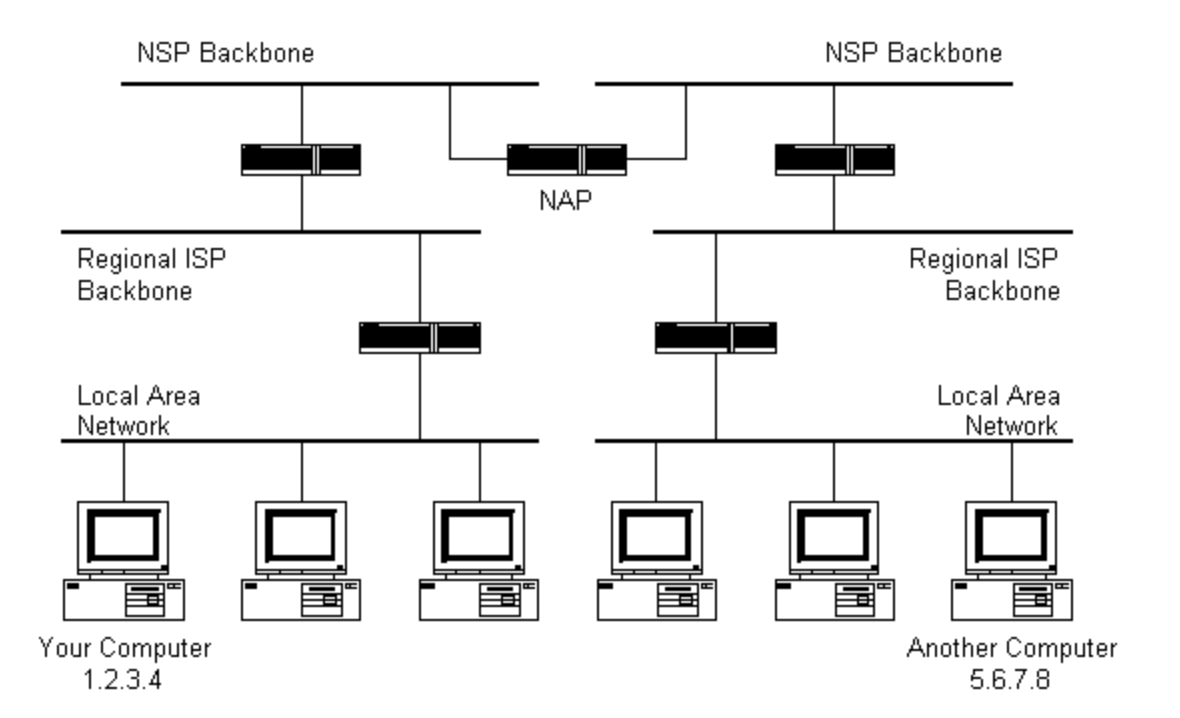 NSP Backbone
NSP Backbone
NAP
Regional ISP
Backbone
Regional ISP
Backbone
Local Area
Network
Local Area
Network
Your Computer
1.2.3.4
Another Computer
5.6.7.8